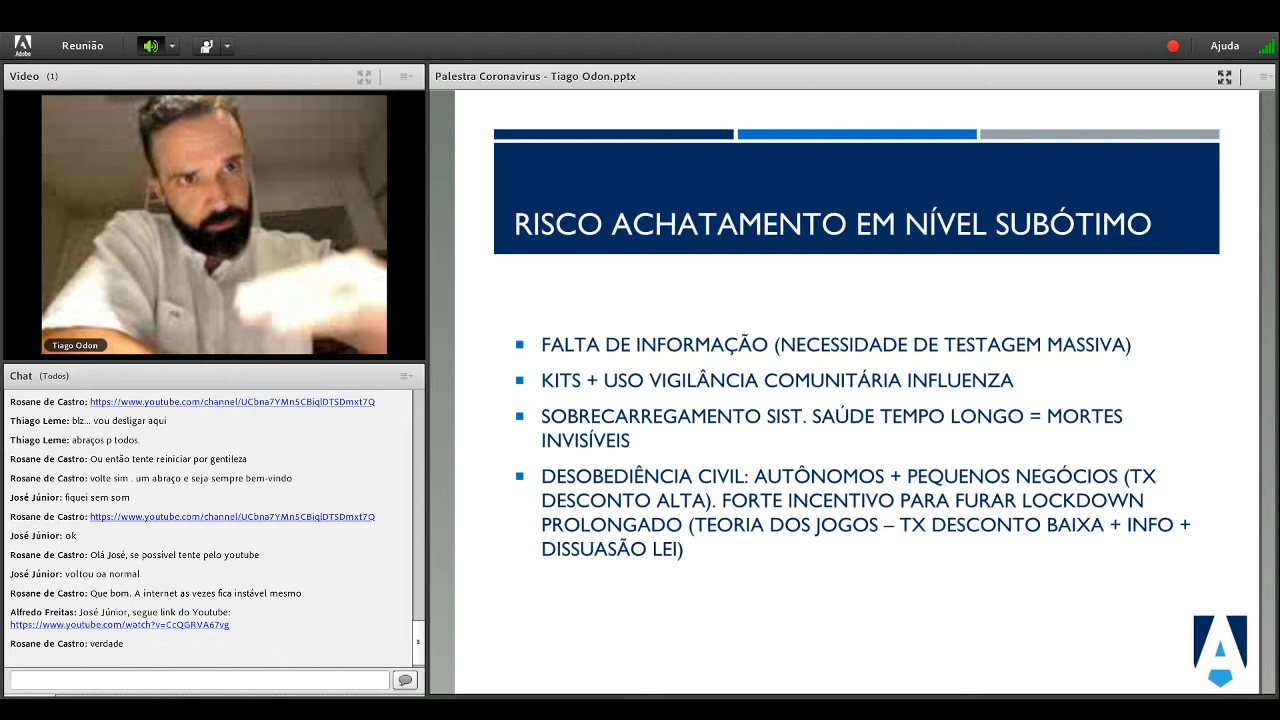 Adobe
Reunião
Ajuda
Video (1)
Tiago Odon
Chat (Todos)
Rosane de Castro: https://www.youtube.com/channel/UCbna7YMn5CBiqlDTSDmxt7Q
Thiago Leme: blz... vou desligar aqui
Thiago Leme: abraços p todos.
Rosane de Castro: Ou então tente reiniciar por gentileza
Rosane de Castro: volte sim . um abraço e seja sempre bem-vindo
José Júnior: fiquei sem som
Rosane de Castro: https://www.youtube.com/channel/UCbna7YMn5CBiqlDTSDmxt7Q
José Júnior: ok
Rosane de Castro: Olá José, se possível tente pelo youtube
José Júnior: voltou oa normal
Rosane de Castro: Que bom. A internet as vezes fica instável mesmo
Alfredo Freitas: José Júnior, segue link do Youtube:
https://www.youtube.com/watch?v=CcQGRVA67vg
Rosane de Castro: verdade
Palestra Coronavirus - Tiago Odon.pptx
RISCO ACHATAMENTO EM NÍVEL SUBÓTIMO
FALTA DE INFORMAÇÃO (NECESSIDADE DE TESTAGEM MASSIVA)
KITS + USO VIGILÂNCIA COMUNITÁRIA INFLUENZA
SOBRECARREGAMENTO SIST. SAÚDE TEMPO LONGO = MORTES
INVISÍVEIS
DESOBEDIÊNCIA CIVIL: AUTÔNOMOS + PEQUENOS NEGÓCIOS (TX
DESCONTO ALTA). FORTE INCENTIVO PARA FURAR LOCKDOWN
PROLONGADO (TEORIA DOS JOGOS – TX DESCONTO BAIXA + INFO +
DISSUASÃO LEI)